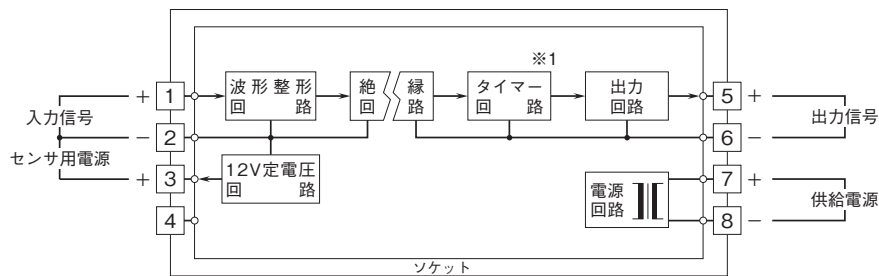 ※1
波形整形
回路
絶縁
回路
タイマー
回路
出力
回路
+ 1
5 +
入力信号
出力信号
− 2
6 −
センサ用電源
12V定電圧
回路
+ 3
7 +
電源
回路
供給電源
4
8 −
ソケット